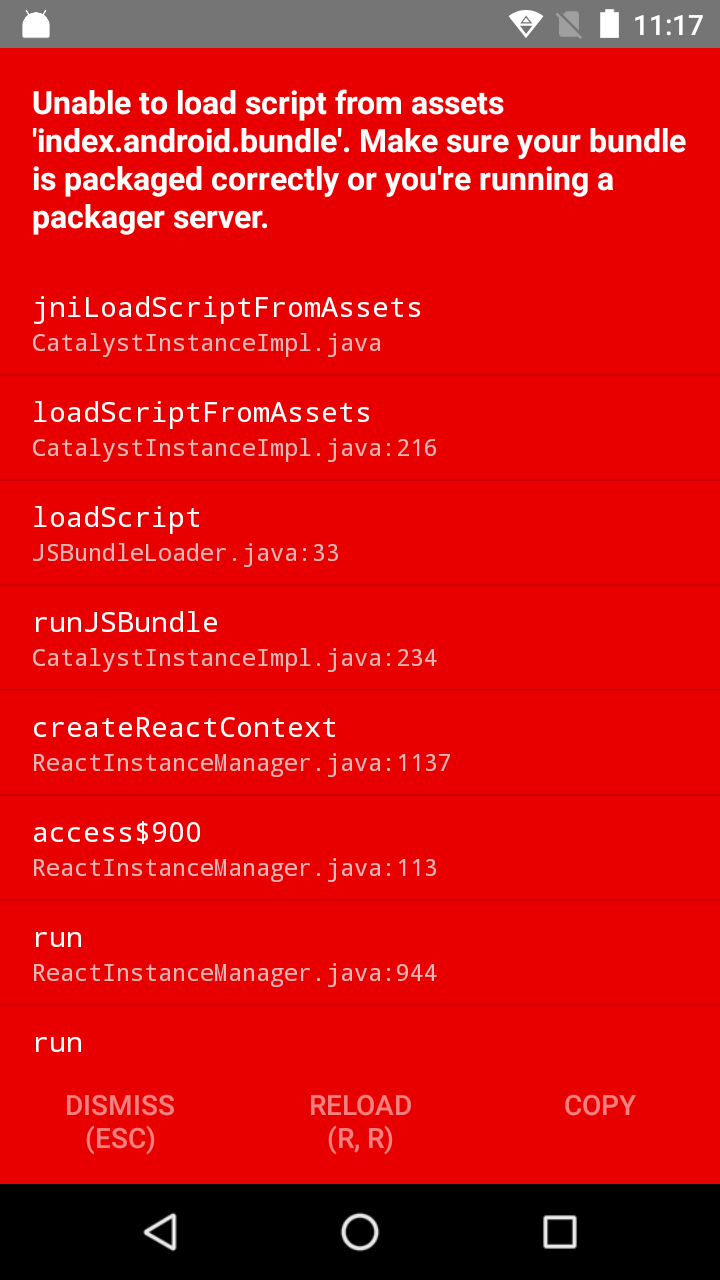 11:17
Unable to load script from assets
'index.android.bundle'. Make sure your bundle
is packaged correctly or you're running a
packager server.
jniLoadScriptFromAssets
CatalystInstanceImpl.java
loadScriptFromAssets
CatalystInstanceImpl.java:216
loadScript
JSBundleLoader.java:33
runJSBundle
CatalystInstanceImpl.java:234
createReactContext
ReactInstanceManager.java:1137
access$900
ReactInstanceManager.java:113
run
ReactInstanceManager.java:944
run
DISMISS
(ESC)
RELOAD
(R, R)
COPY